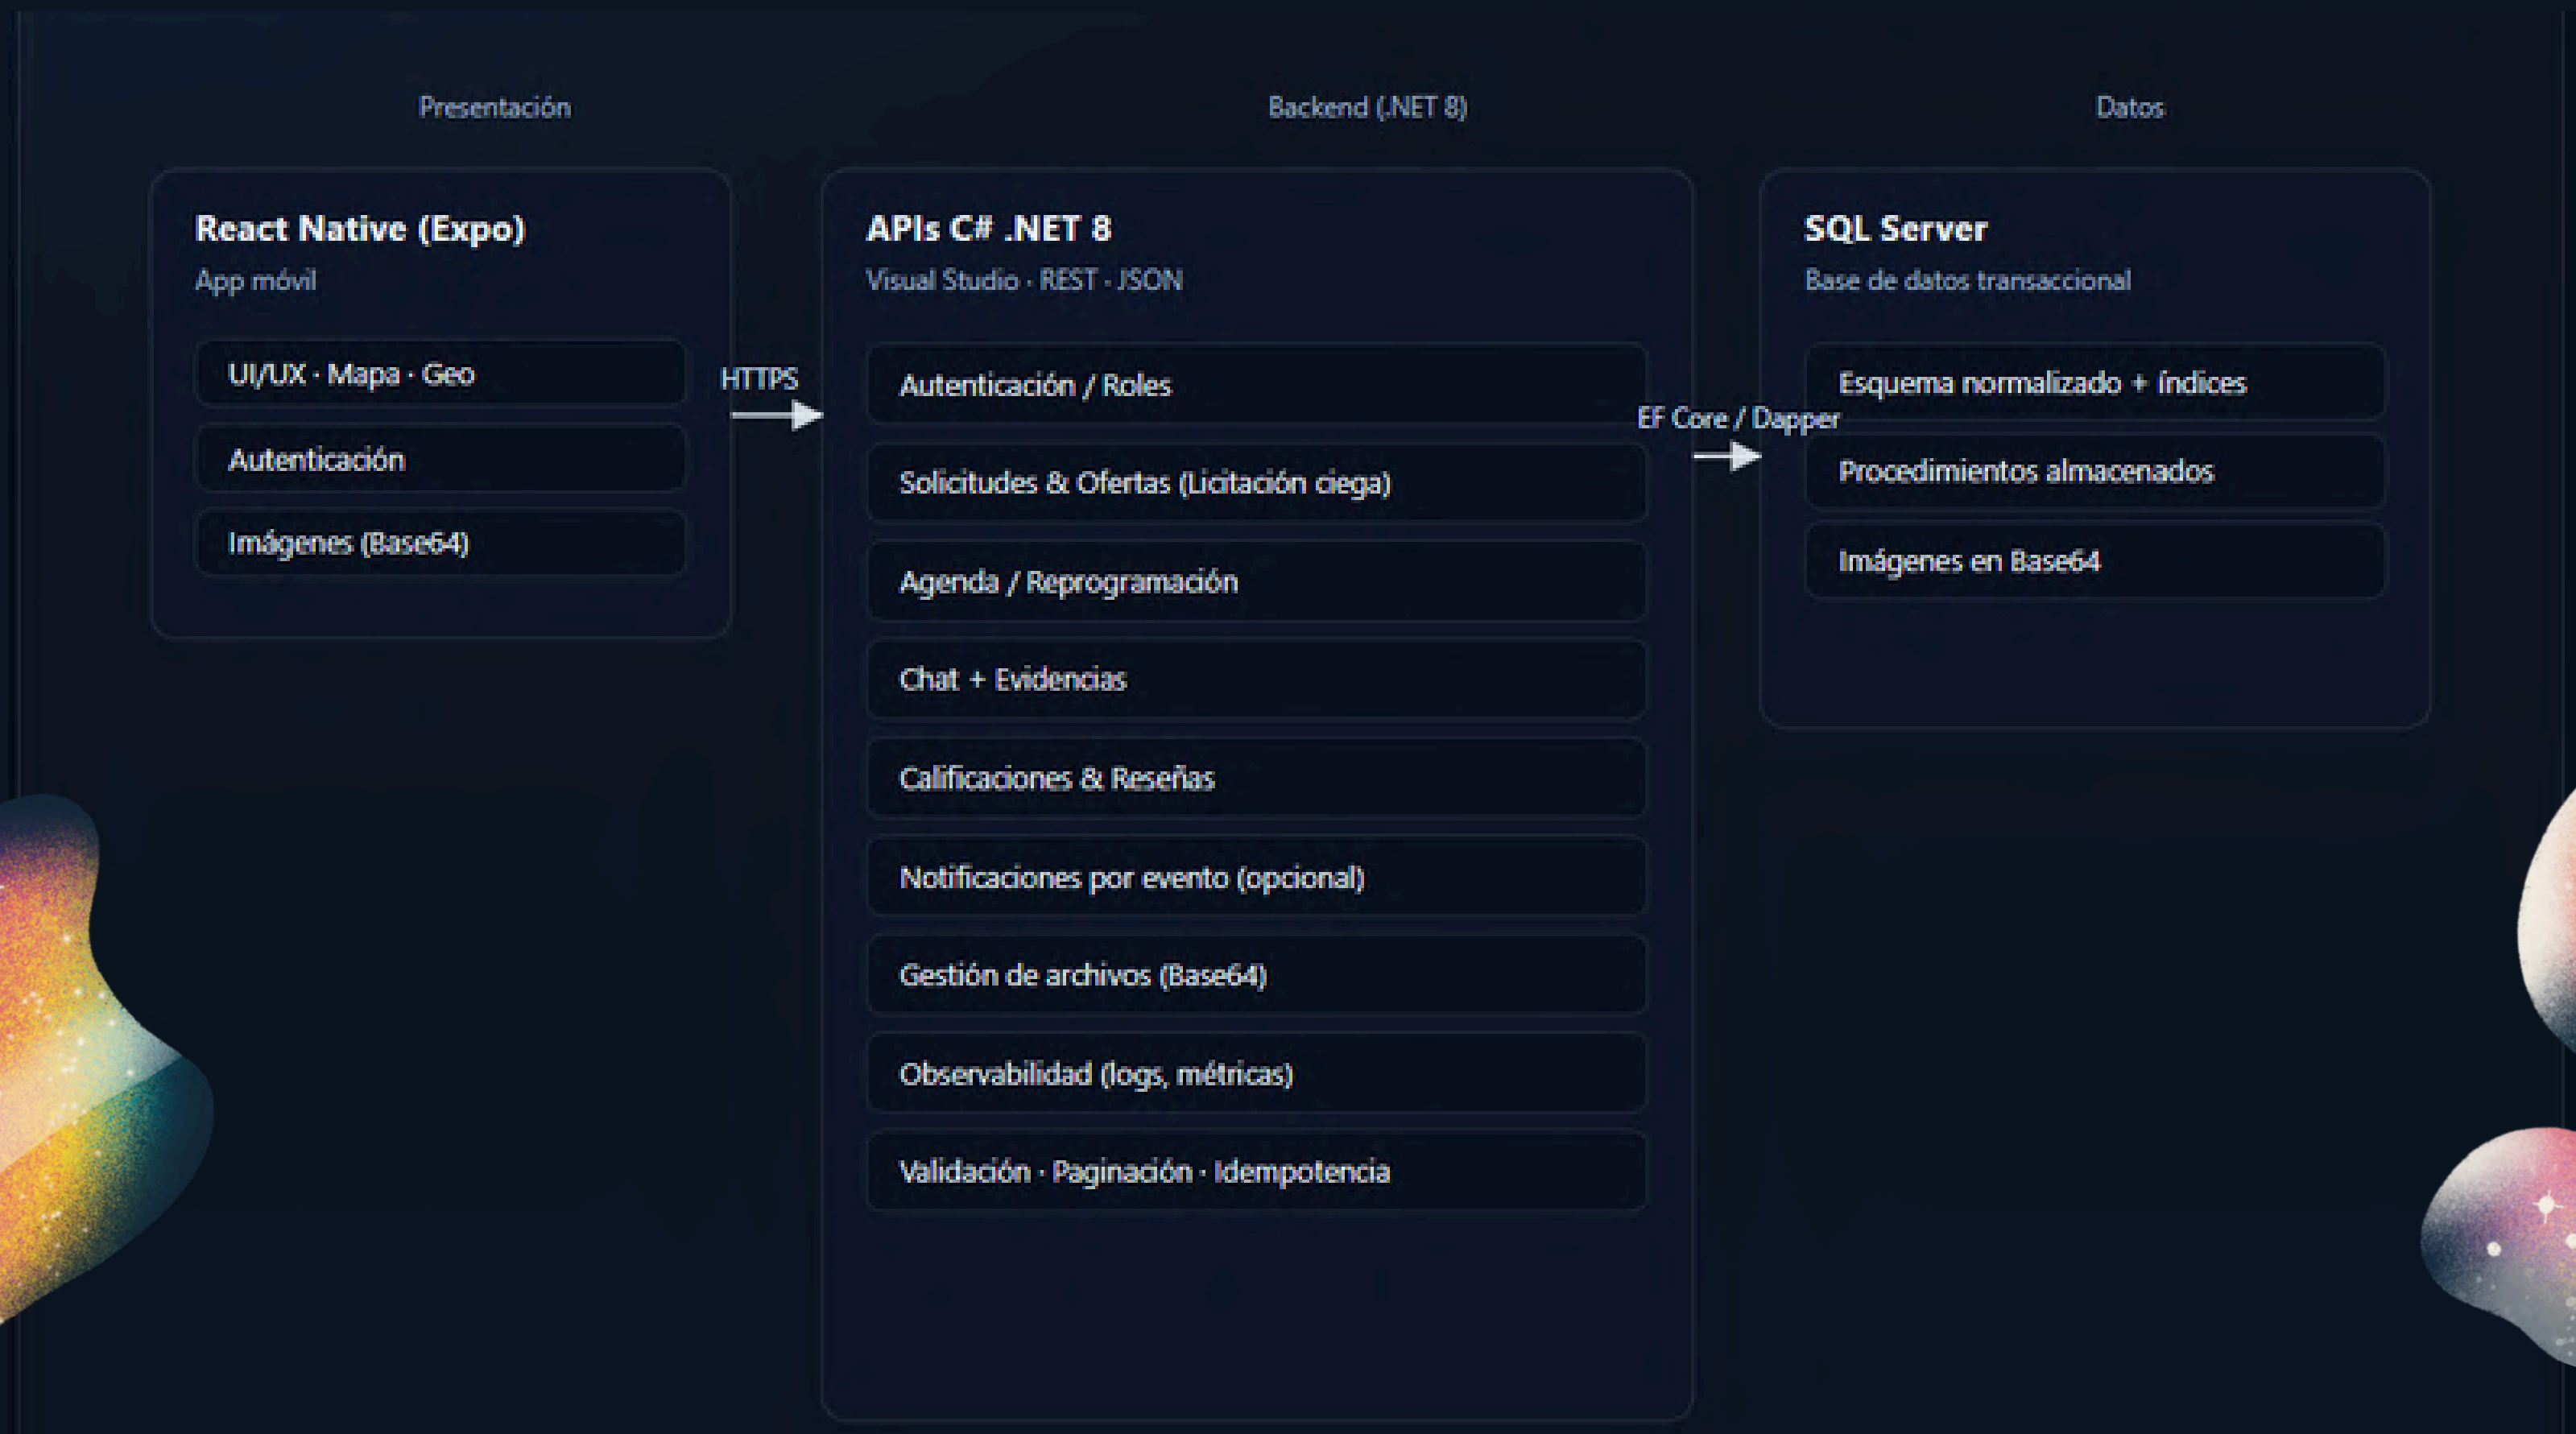 Presentación
Backend (.NET 8)
Datos
React Native (Expo)
App móvil
UI/UX · Mapa · Geo
Autenticación
Imágenes (Base64)
HTTPS
APIs C# .NET 8
Visual Studio · REST · JSON
Autenticación / Roles
Solicitudes & Ofertas (Licitación ciega)
Agenda / Reprogramación
Chat + Evidencias
Calificaciones & Reseñas
Notificaciones por evento (opcional)
Gestión de archivos (Base64)
Observabilidad (logs, métricas)
Validación · Paginación · Idempotencia
EF Core / Dapper
SQL Server
Base de datos transaccional
Esquema normalizado + índices
Procedimientos almacenados
Imágenes en Base64